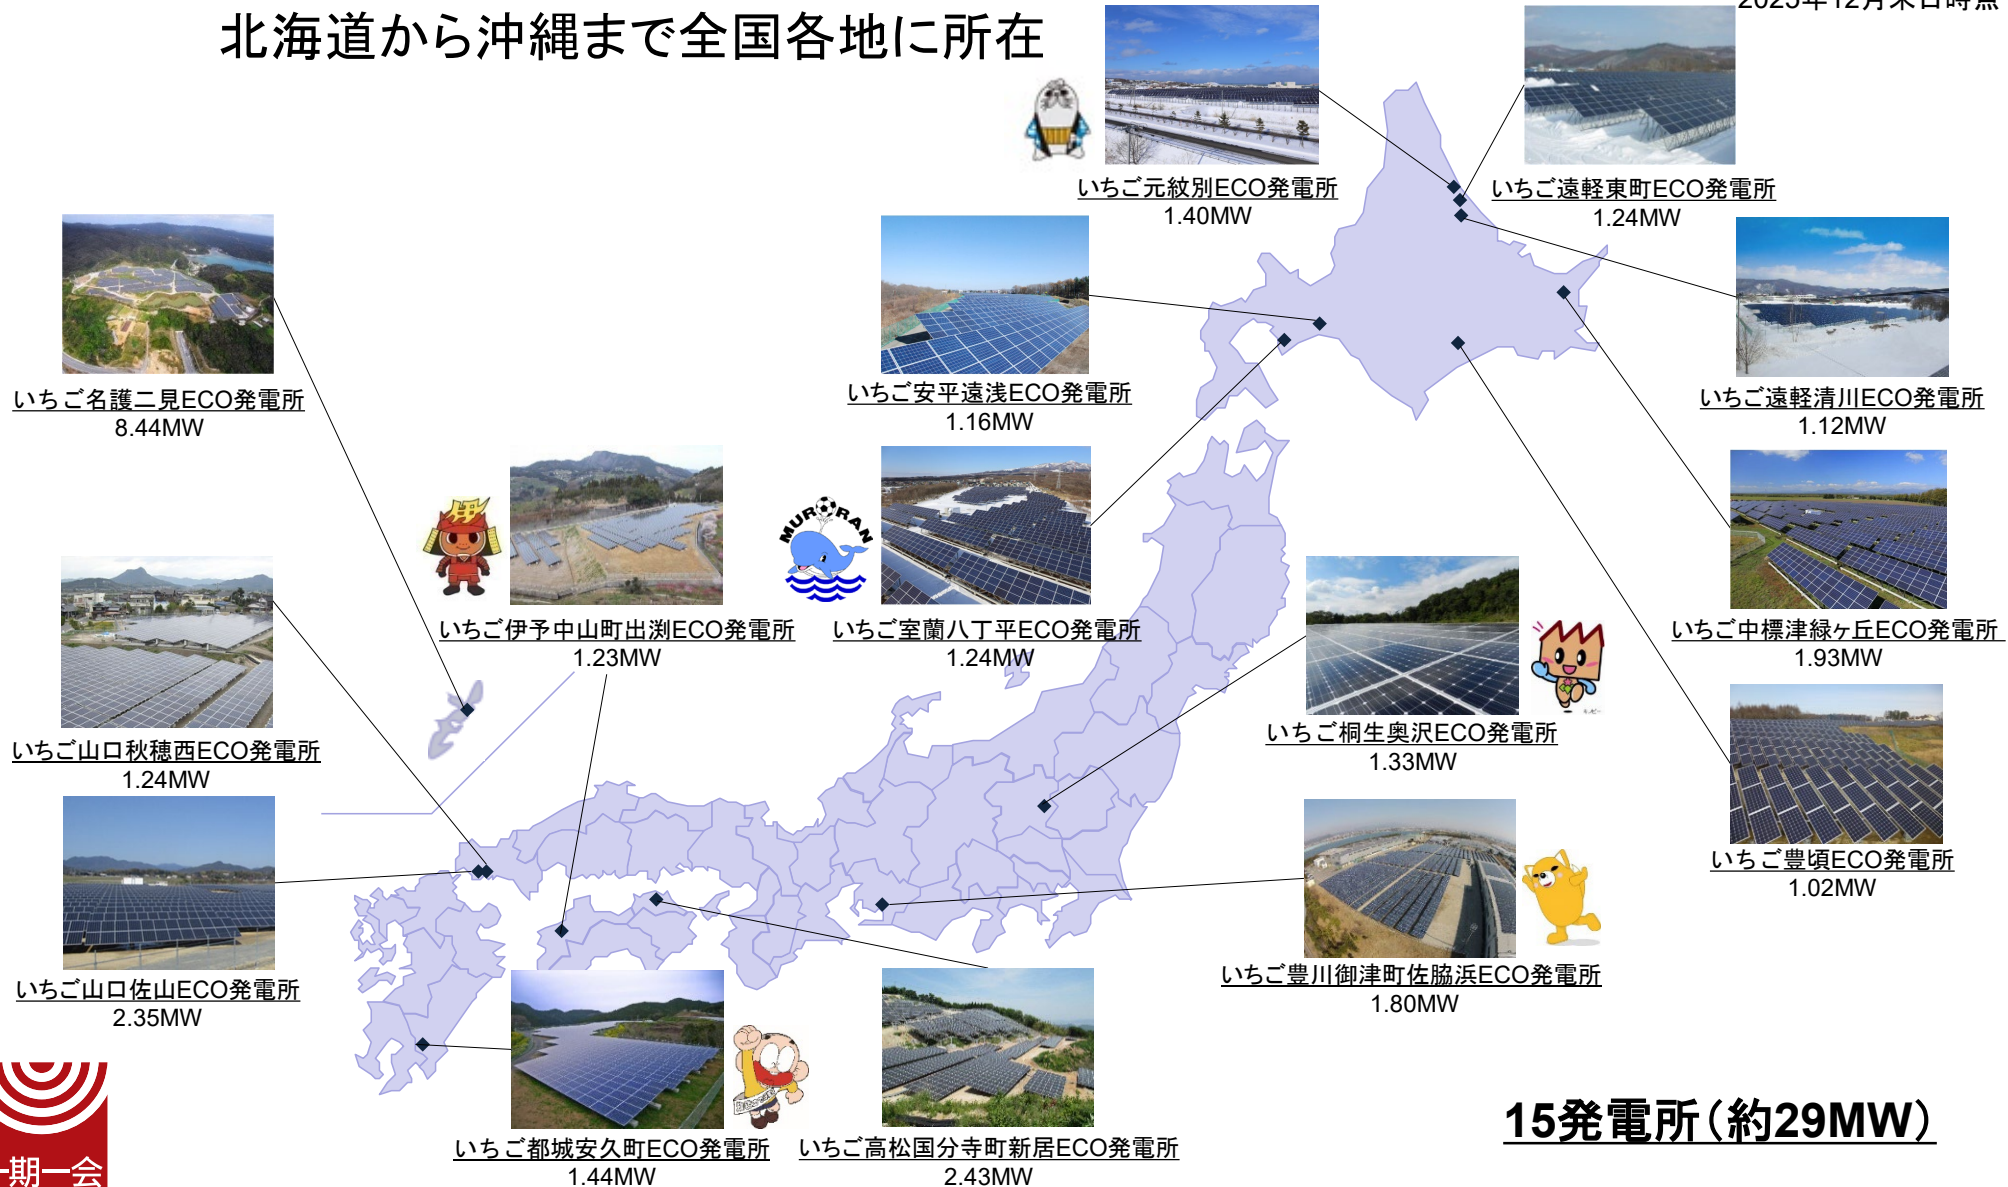 2025年12月末日時点
北海道から沖縄まで全国各地に所在
いちご元紋別ECO発電所
1.40MW
いちご遠軽東町ECO発電所
1.24MW
いちご名護二見ECO発電所
8.44MW
いちご安平遠浅ECO発電所
1.16MW
いちご遠軽清川ECO発電所
1.12MW
MURORAN
いちご伊予中山町出渕ECO発電所
1.23MW
いちご室蘭八丁平ECO発電所
1.24MW
いちご中標津緑ヶ丘ECO発電所
1.93MW
いちご山口秋穂西ECO発電所
1.24MW
いちご桐生奥沢ECO発電所
1.33MW
いちご豊頃ECO発電所
1.02MW
いちご山口佐山ECO発電所
2.35MW
いちご豊川御津町佐脇浜ECO発電所
1.80MW
いちご都城安久町ECO発電所
1.44MW
いちご高松国分寺町新居ECO発電所
2.43MW
15発電所（約29MW）
一期一会